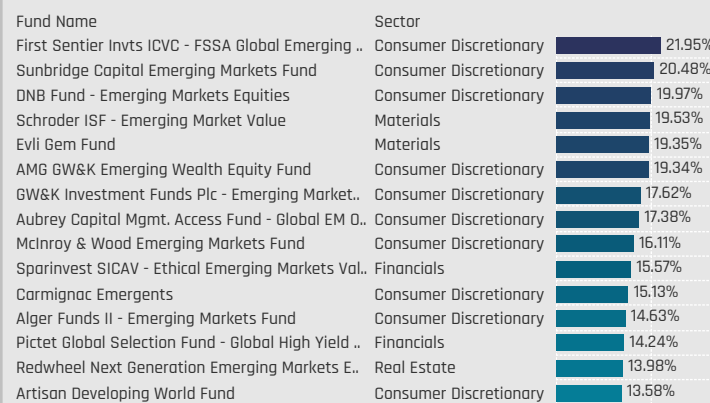 Fund Name Sector
First Sentier Invts ICVC - FSSA Global Emerging .. Consumer Discretionary 21.95%
Sunbridge Capital Emerging Markets Fund Consumer Discretionary 20.48%
DNB Fund - Emerging Markets Equities Consumer Discretionary 19.97%
Schroder ISF - Emerging Market Value Materials 19.53%
Evli Gem Fund Materials 19.35%
AMG GW&K Emerging Wealth Equity Fund Consumer Discretionary 19.34%
GW&K Investment Funds Plc - Emerging Market.. Consumer Discretionary 17.62%
Aubrey Capital Mgmt. Access Fund - Global EM O.. Consumer Discretionary 17.38%
McInroy & Wood Emerging Markets Fund Consumer Discretionary 16.11%
Sparinvest SICAV - Ethical Emerging Markets Val.. Financials 15.57%
Carmignac Emergents Consumer Discretionary 15.13%
Alger Funds II - Emerging Markets Fund Consumer Discretionary 14.63%
Pictet Global Selection Fund - Global High Yield .. Financials 14.24%
Redwheel Next Generation Emerging Markets E.. Real Estate 13.98%
Artisan Developing World Fund Consumer Discretionary 13.58%